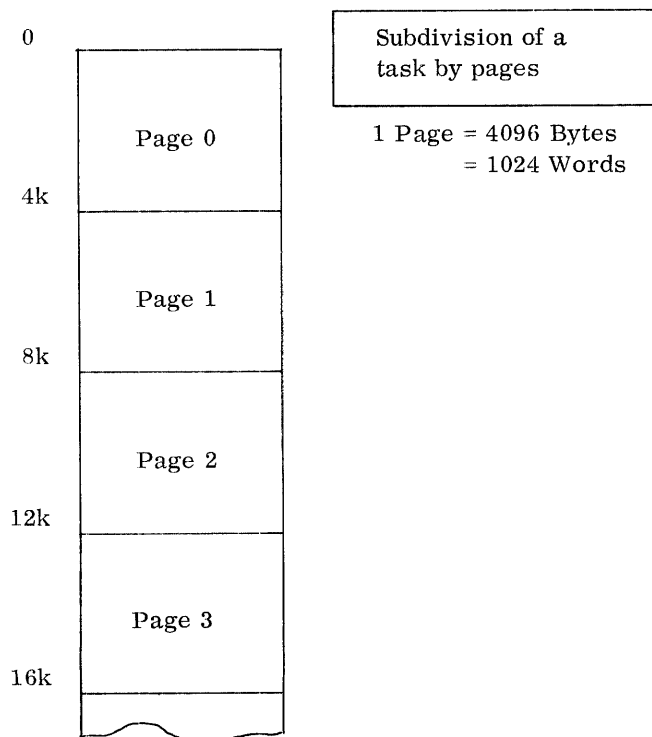 0
Subdivision of a
task by pages
Page 0
1 Page = 4096 Bytes
= 1024 Words
4k
Page 1
8k
Page 2
12k
Page 3
16k